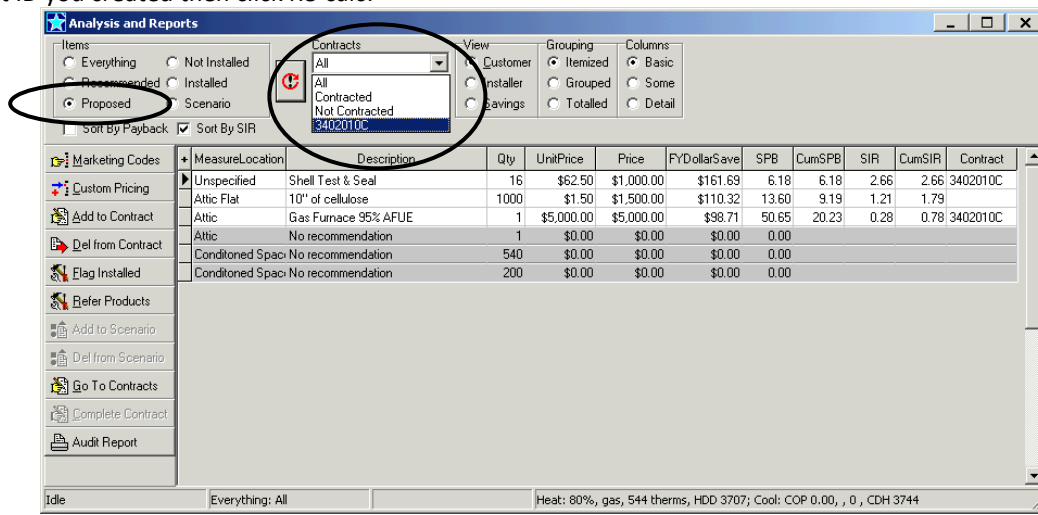 t ID you created then click Re-calc.
Analysis and Reports
Items Contracts View Grouping Columns
Everything Not Installed All Customer Itemized Basic
Recommended Installed All Installer Grouped Some
Contracted
Proposed Scenario Not Contracted Savings Totalled Detail
3402010C
Sort By Payback Sort By SIR
Marketing Codes + MeasureLocation Description Qty UnitPrice Price FYDollarSave SPB CumSPB SIR CumSIR Contract
Unspecified Shell Test & Seal 16 $62.50 $1,000.00 $161.69 6.18 6.18 2.66 2.66 3402010C
Custom Pricing Attic Flat 10" of cellulose 1000 $1.50 $1,500.00 $110.32 13.60 9.19 1.21 1.79
Add to Contract Attic Gas Furnace 95% AFUE 1 $5,000.00 $5,000.00 $98.71 50.65 20.23 0.28 0.78 3402010C
Attic No recommendation 1 $0.00 $0.00 $0.00 0.00
Del from Contract Conditoned Spac No recommendation 540 $0.00 $0.00 $0.00 0.00
Flag Installed Conditoned Spac No recommendation 200 $0.00 $0.00 $0.00 0.00
Refer Products
Add to Scenario
Del from Scenario
Go To Contracts
Complete Contract
Audit Report
Idle Everything: All Heat: 80%, gas, 544 therms, HDD 3707; Cool: COP 0.00, , 0 , CDH 3744